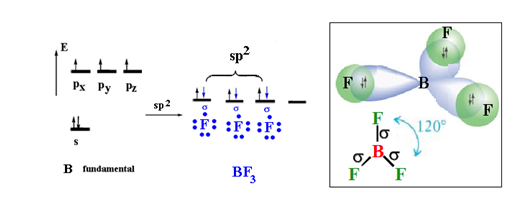 E
px py pz
s
B fundamental
sp2
sp2
σ σ σ
F F F
BF3
F
F
B
F
F
120°
σ
σ B σ
F F